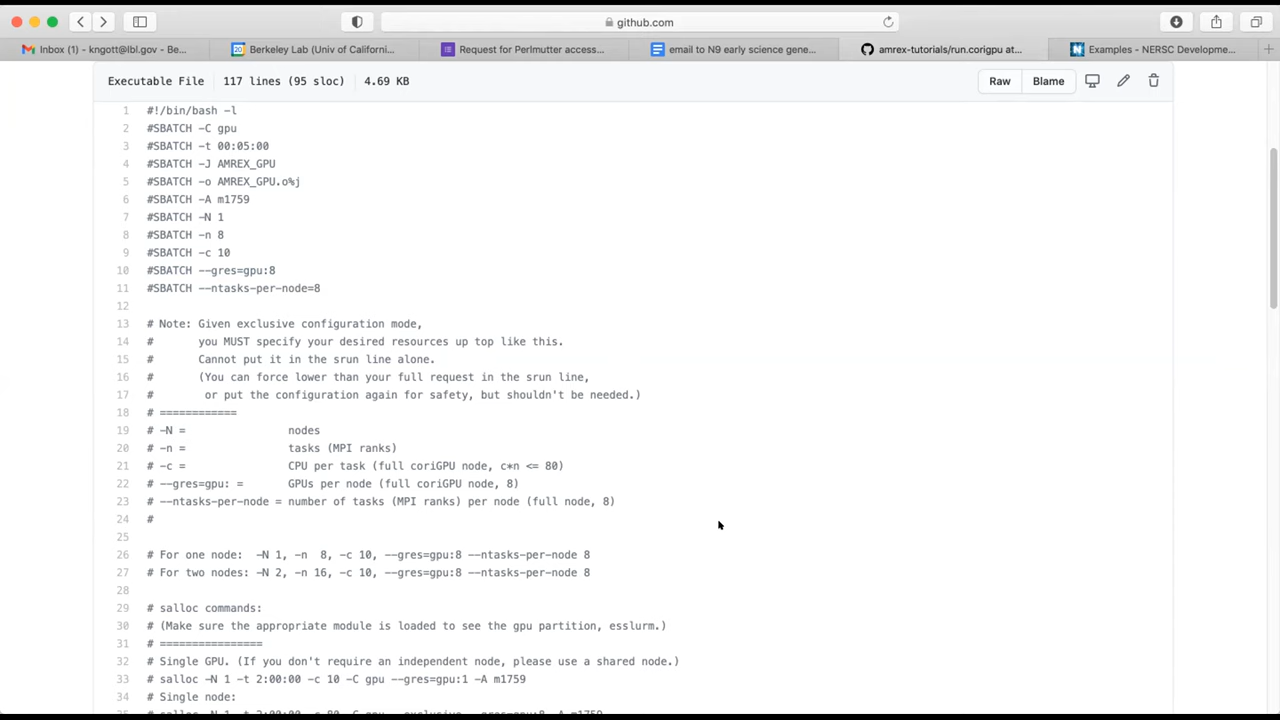 github.com
Inbox (1) - kngott@lbl.gov - Be...
Berkeley Lab (Univ of Californi...
Request for Perlmutter access...
email to N9 early science gene...
amrex-tutorials/run.corigpu at...
Examples - NERSC Developme...
Executable File 117 lines (95 sloc) 4.69 KB
Raw Blame
1 #!/bin/bash -l
2 #SBATCH -C gpu
3 #SBATCH -t 00:05:00
4 #SBATCH -J AMREX_GPU
5 #SBATCH -o AMREX_GPU.o%j
6 #SBATCH -A m1759
7 #SBATCH -N 1
8 #SBATCH -n 8
9 #SBATCH -c 10
10 #SBATCH --gres=gpu:8
11 #SBATCH --ntasks-per-node=8
12
13 # Note: Given exclusive configuration mode,
14 # you MUST specify your desired resources up top like this.
15 # Cannot put it in the srun line alone.
16 # (You can force lower than your full request in the srun line,
17 # or put the configuration again for safety, but shouldn't be needed.)
18 # ============
19 # -N = nodes
20 # -n = tasks (MPI ranks)
21 # -c = CPU per task (full coriGPU node, c*n <= 80)
22 # --gres=gpu: = GPUs per node (full coriGPU node, 8)
23 # --ntasks-per-node = number of tasks (MPI ranks) per node (full node, 8)
24 #
25
26 # For one node: -N 1, -n 8, -c 10, --gres=gpu:8 --ntasks-per-node 8
27 # For two nodes: -N 2, -n 16, -c 10, --gres=gpu:8 --ntasks-per-node 8
28
29 # salloc commands:
30 # (Make sure the appropriate module is loaded to see the gpu partition, esslurm.)
31 # ================
32 # Single GPU. (If you don't require an independent node, please use a shared node.)
33 # salloc -N 1 -t 2:00:00 -c 10 -C gpu --gres=gpu:1 -A m1759
34 # Single node:
35 # salloc -N 1 -t 2:00:00 -c 80 -C gpu --exclusive --gres=gpu:8 -A m1759